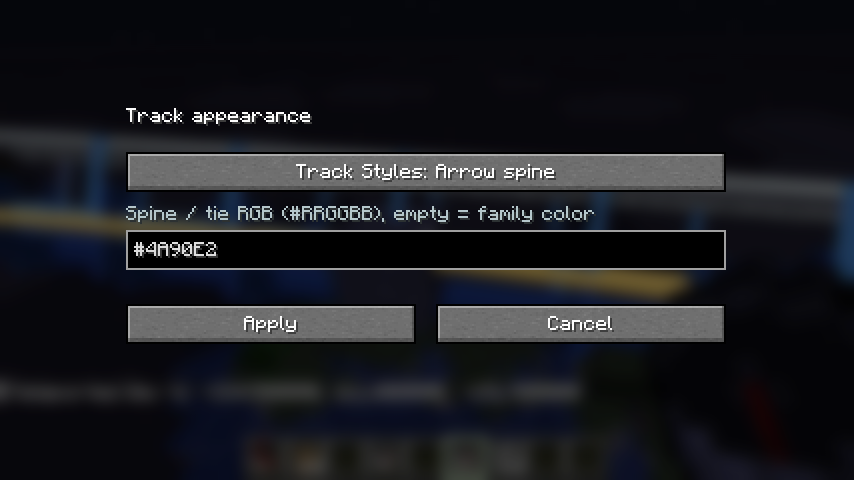 Track appearance
Track Styles: Arrow spine
Spine / tie RGB (#RRGGBB), empty = family color
#4A90E2
Apply
Cancel